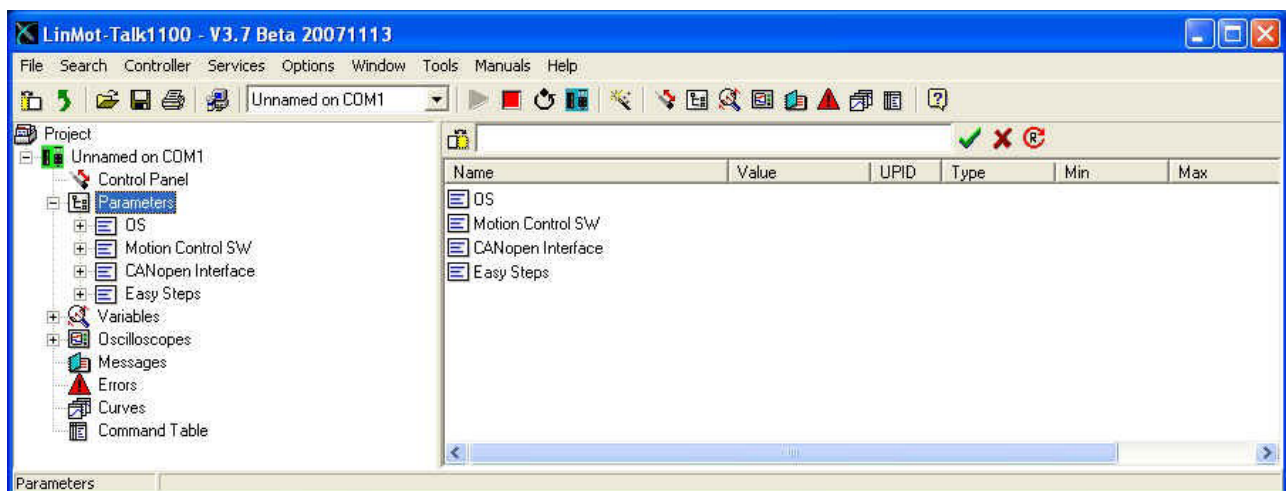 LinMot-Talk1100 - V3.7 Beta 20071113
File Search Controller Services Options Window Tools Manuals Help
Unnamed on COM1
Project
Unnamed on COM1
Control Panel
Parameters
OS
Motion Control SW
CANopen Interface
Easy Steps
Variables
Oscilloscopes
Messages
Errors
Curves
Command Table
Name Value UPID Type Min Max
OS
Motion Control SW
CANopen Interface
Easy Steps
Parameters